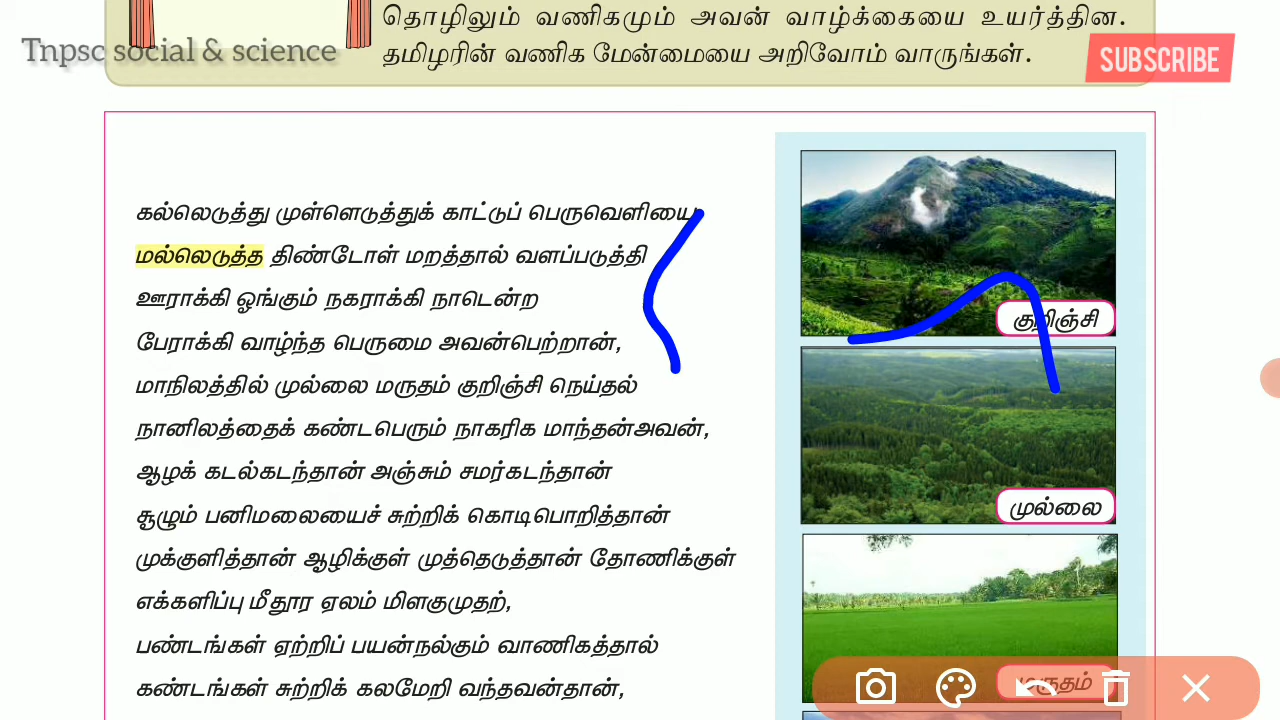 தொழிலும் வணிகமும் அவன் வாழ்க்கையை உயர்த்தின.
தமிழரின் வணிக மேன்மையை அறிவோம் வாருங்கள்.
Tnpsc social & science
SUBSCRIBE
கல்லெடுத்து முள்ளெடுத்துக் காட்டுப் பெருவெளியை
மல்லெடுத்த திண்டோள் மறத்தால் வளப்படுத்தி
ஊராக்கி ஓங்கும் நகராக்கி நாடென்ற
பேராக்கி வாழ்ந்த பெருமை அவன்பெற்றான்,
மாநிலத்தில் முல்லை மருதம் குறிஞ்சி நெய்தல்
நானிலத்தைக் கண்டபெரும் நாகரிக மாந்தன்அவன்,
ஆழக் கடல்கடந்தான் அஞ்சும் சமர்கடந்தான்
சூழும் பனிமலையைச் சுற்றிக் கொடிபொறித்தான்
முக்குளித்தான் ஆழிக்குள் முத்தெடுத்தான் தோணிக்குள்
எக்களிப்பு மீதூர ஏலம் மிளகுமுதற்,
பண்டங்கள் ஏற்றிப் பயன்நல்கும் வாணிகத்தால்
கண்டங்கள் சுற்றிக் கலமேறி வந்தவன்தான்,
குறிஞ்சி
முல்லை
மருதம்